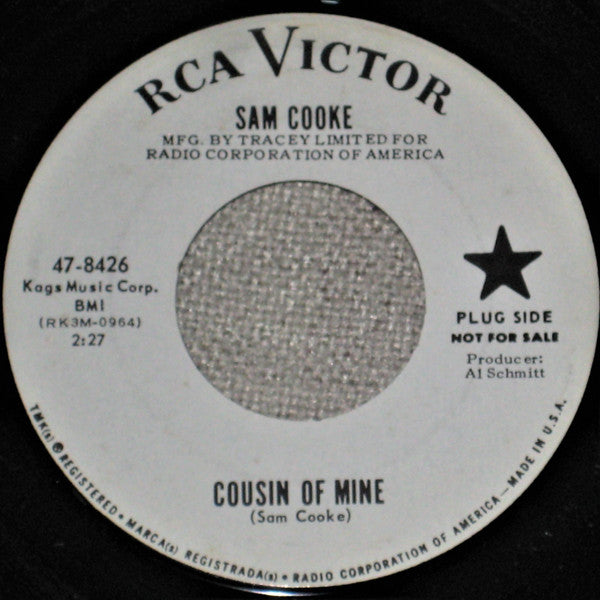 RCA VICTOR
SAM COOKE
MFG. BY TRACEY LIMITED FOR
RADIO CORPORATION OF AMERICA
47-8426
Kags Music Corp.
BMI
(RK3M-0964)
2:27
PLUG SIDE
NOT FOR SALE
Producer:
Al Schmitt
COUSIN OF MINE
(Sam Cooke)
TMK(s) ® REGISTERED • MARCA(s) REGISTRADA(s) • RADIO CORPORATION OF AMERICA—MADE IN U.S.A.